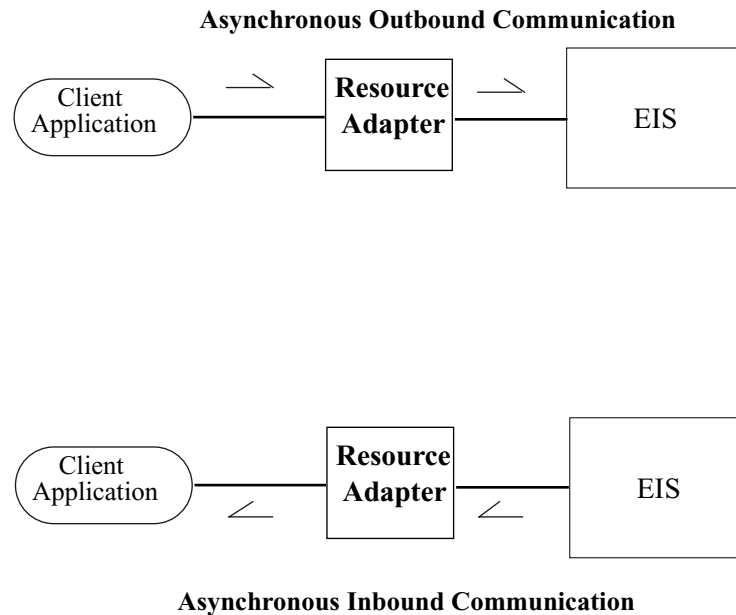 Asynchronous Outbound Communication
Client
Application
Resource
Adapter
EIS
Client
Application
Resource
Adapter
EIS
Asynchronous Inbound Communication